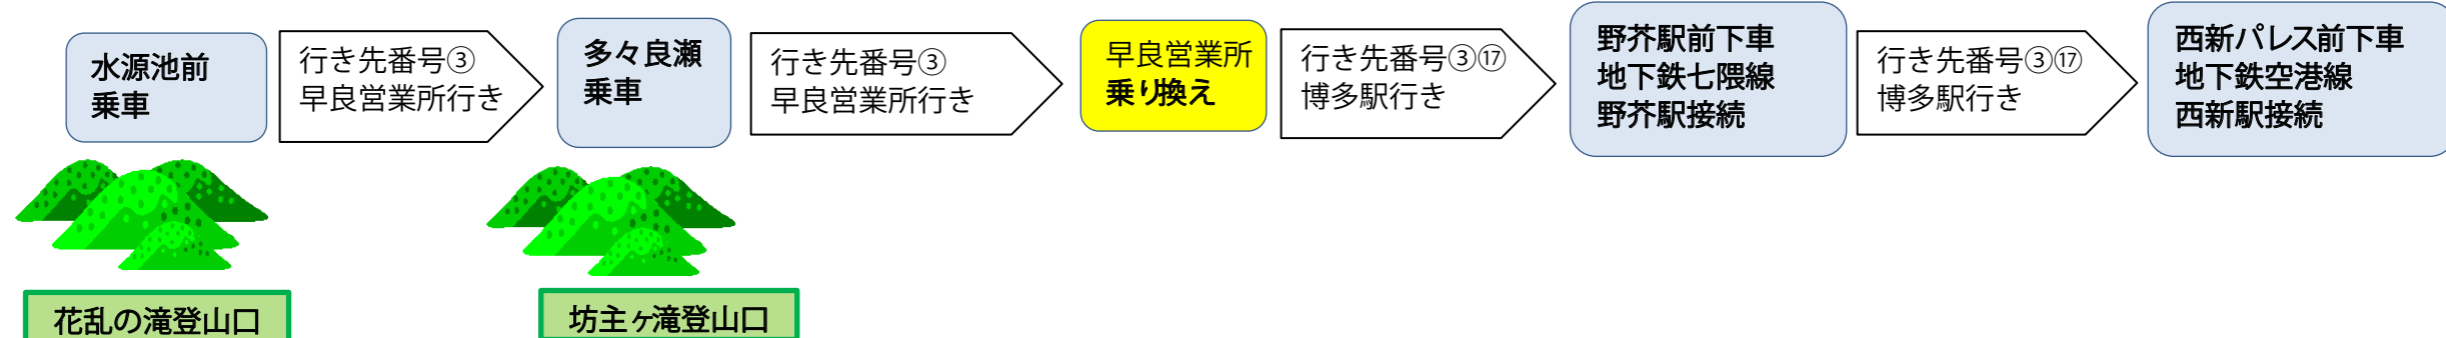 水源池前
乗車
行き先番号③
早良営業所行き
多々良瀬
乗車
行き先番号③
早良営業所行き
早良営業所
乗り換え
行き先番号③⑰
博多駅行き
野芥駅前下車
地下鉄七隈線
野芥駅接続
行き先番号③⑰
博多駅行き
西新パレス前下車
地下鉄空港線
西新駅接続
花乱の滝登山口
坊主ヶ滝登山口